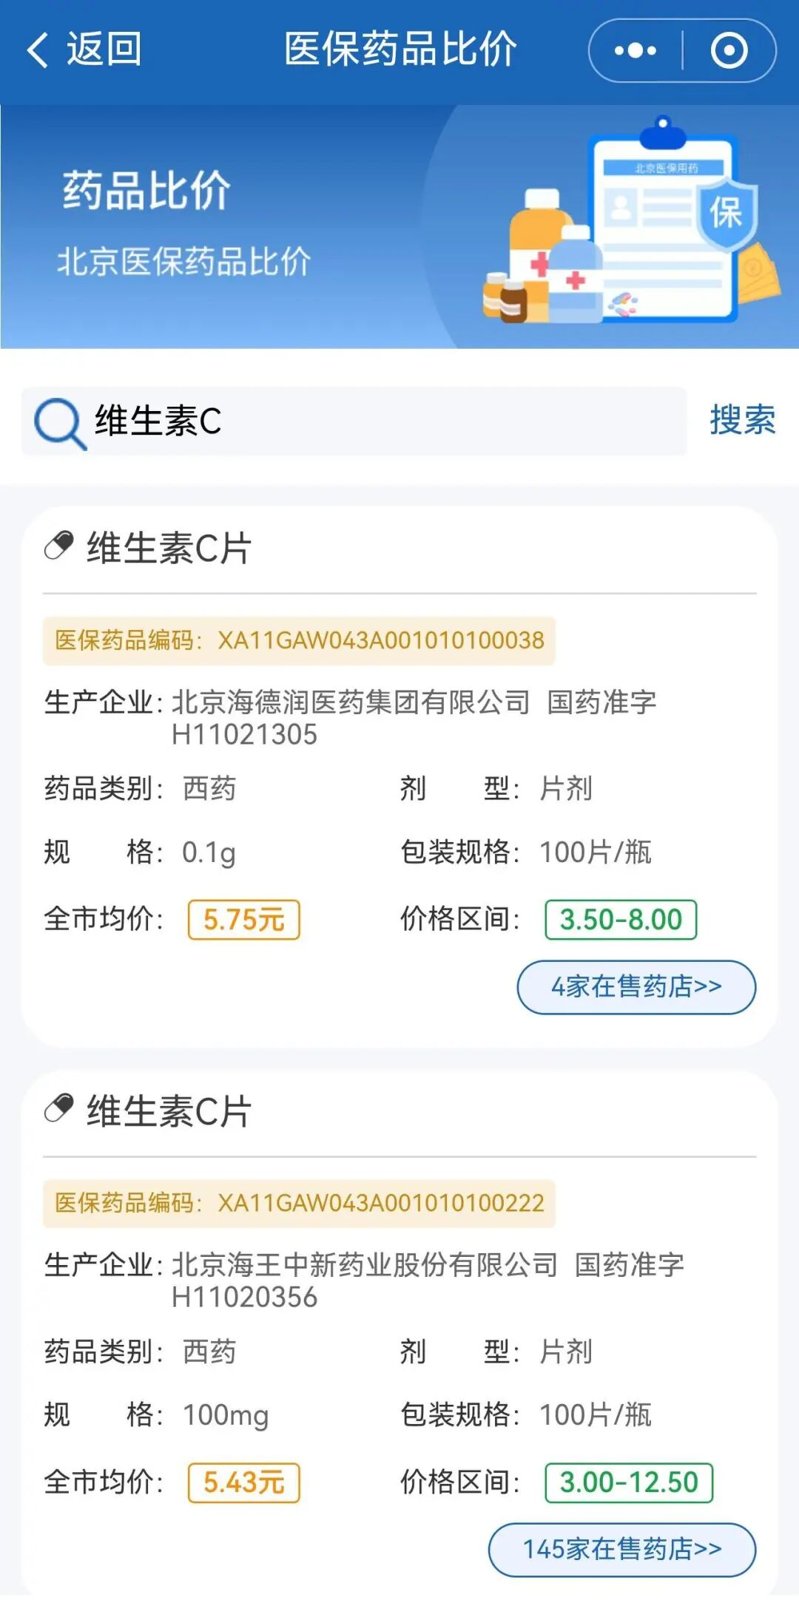 返回
医保药品比价
药品比价
北京医保药品比价
北京医保用药
保
维生素C
搜索
维生素C片
医保药品编码：XA11GAW043A001010100038
生产企业：北京海德润医药集团有限公司 国药准字
H11021305
药品类别：西药 剂 型：片剂
规 格：0.1g 包装规格：100片/瓶
全市均价：5.75元 价格区间：3.50-8.00
4家在售药店>>
维生素C片
医保药品编码：XA11GAW043A001010100222
生产企业：北京海王中新药业股份有限公司 国药准字
H11020356
药品类别：西药 剂 型：片剂
规 格：100mg 包装规格：100片/瓶
全市均价：5.43元 价格区间：3.00-12.50
145家在售药店>>